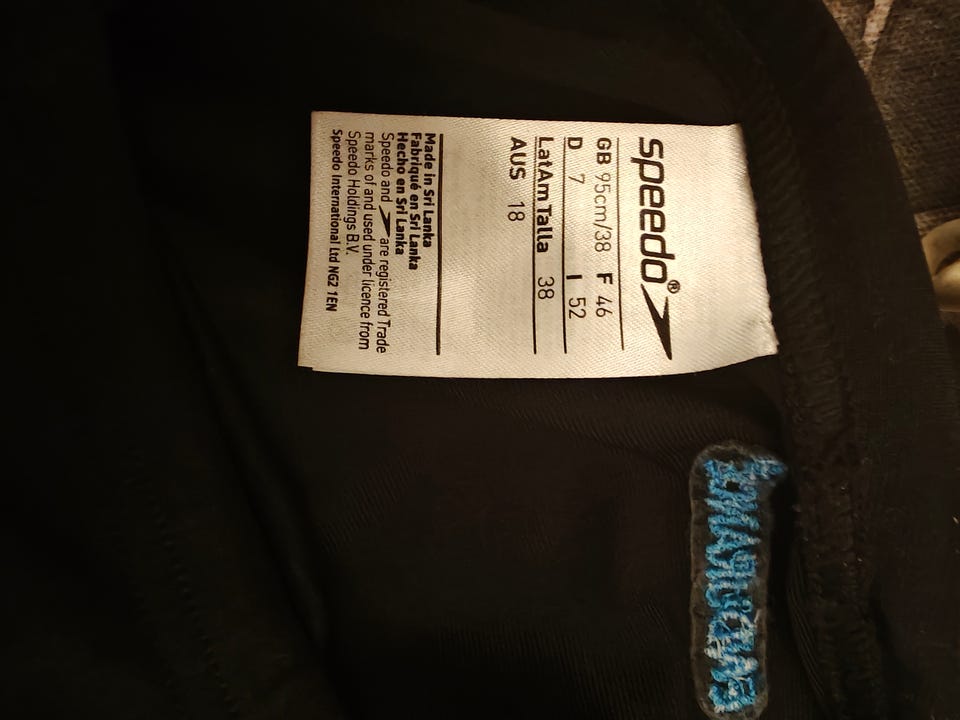 speedo®
GB 95cm/38 F 46
D 7 I 52
LatAm Talla 38
AUS 18
Made in Sri Lanka
Fabriqué en Sri Lanka
Hecho en Sri Lanka
Speedo and are registered Trade
marks of and used under licence from
Speedo Holdings B.V.
Speedo International Ltd NG2 1EN